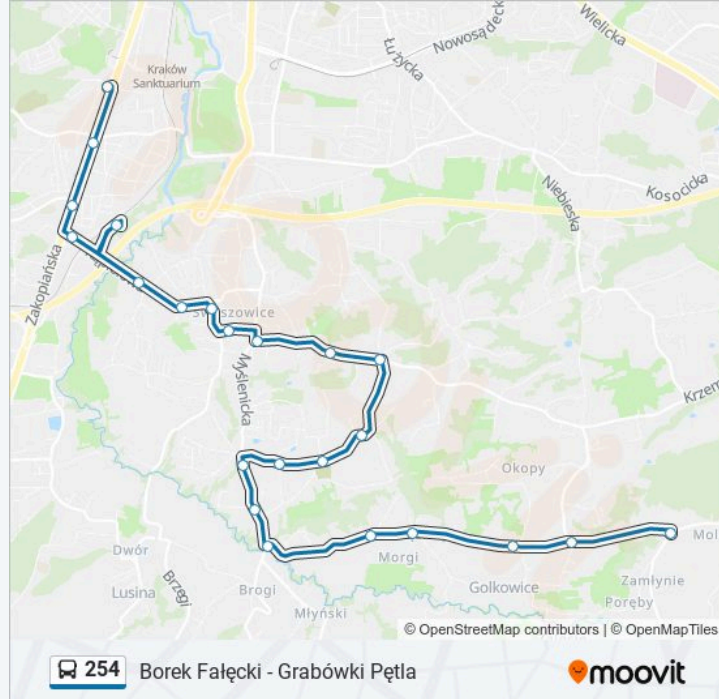 Nowosądeck
Wielicka
Łużycka
Kraków
Sanktuarium
Niebieska
Kosocicka
Zakopiańska
Swoszowice
Myślenicka
Krzem
Okopy
Dwór
Morgi
Mol
Lusina
Brzegi
Brogi
Młyński
Golkowice
Zamłynie
Poręby
© OpenStreetMap contributors | © OpenMapTiles
254 Borek Fałęcki - Grabówki Pętla
moovit